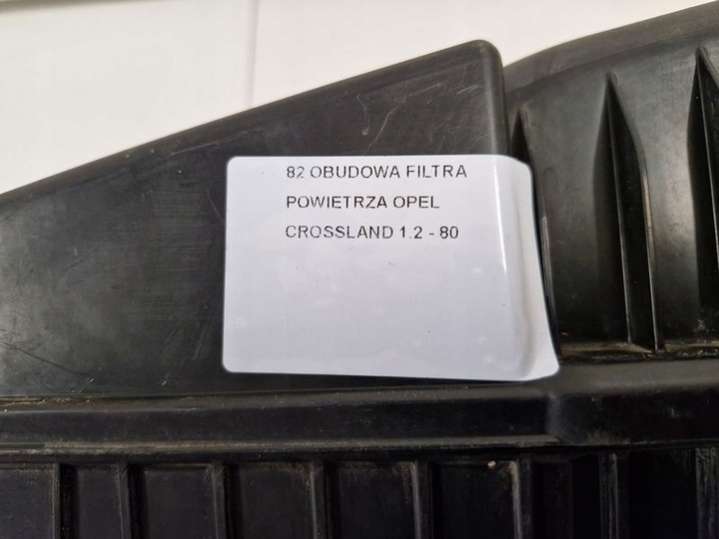 82 OBUDOWA FILTRA
POWIETRZA OPEL
CROSSLAND 1.2 - 80